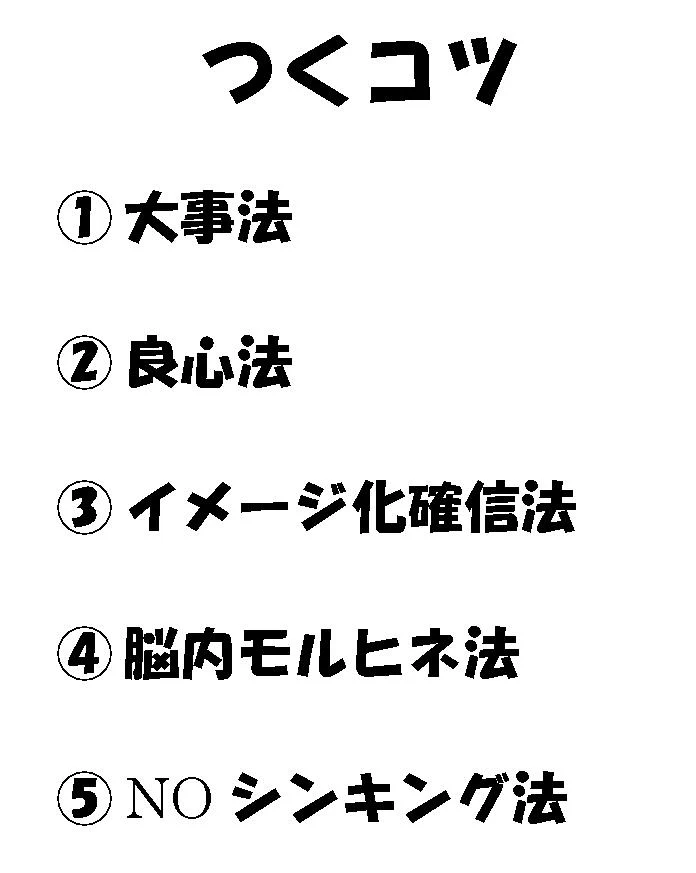 つくコツ
① 大事法
② 良心法
③ イメージ化確信法
④ 脳内モルヒネ法
⑤ NO シンキング法